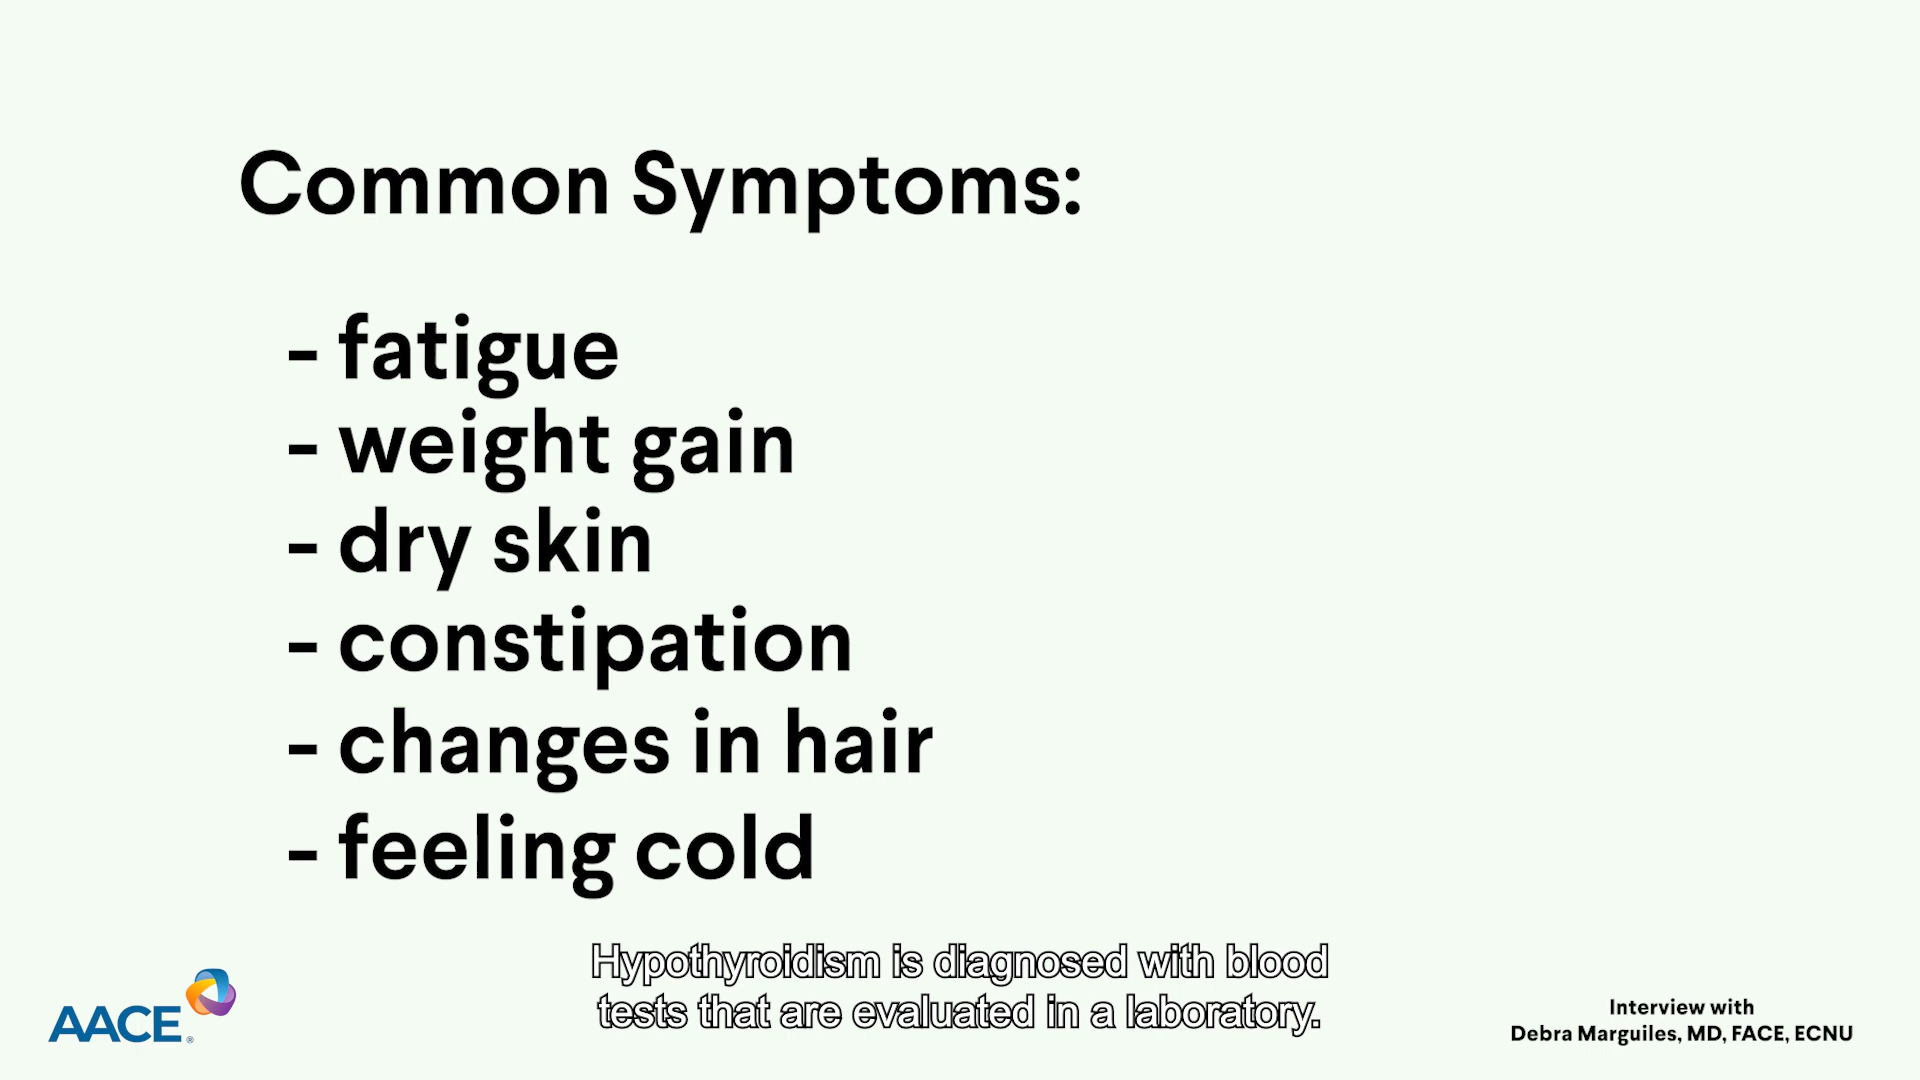 Common Symptoms:
- fatigue
- weight gain
- dry skin
- constipation
- changes in hair
- feeling cold
Hypothyroidism is diagnosed with blood
tests that are evaluated in a laboratory.
AACE®
Interview with
Debra Marguiles, MD, FACE, ECNU